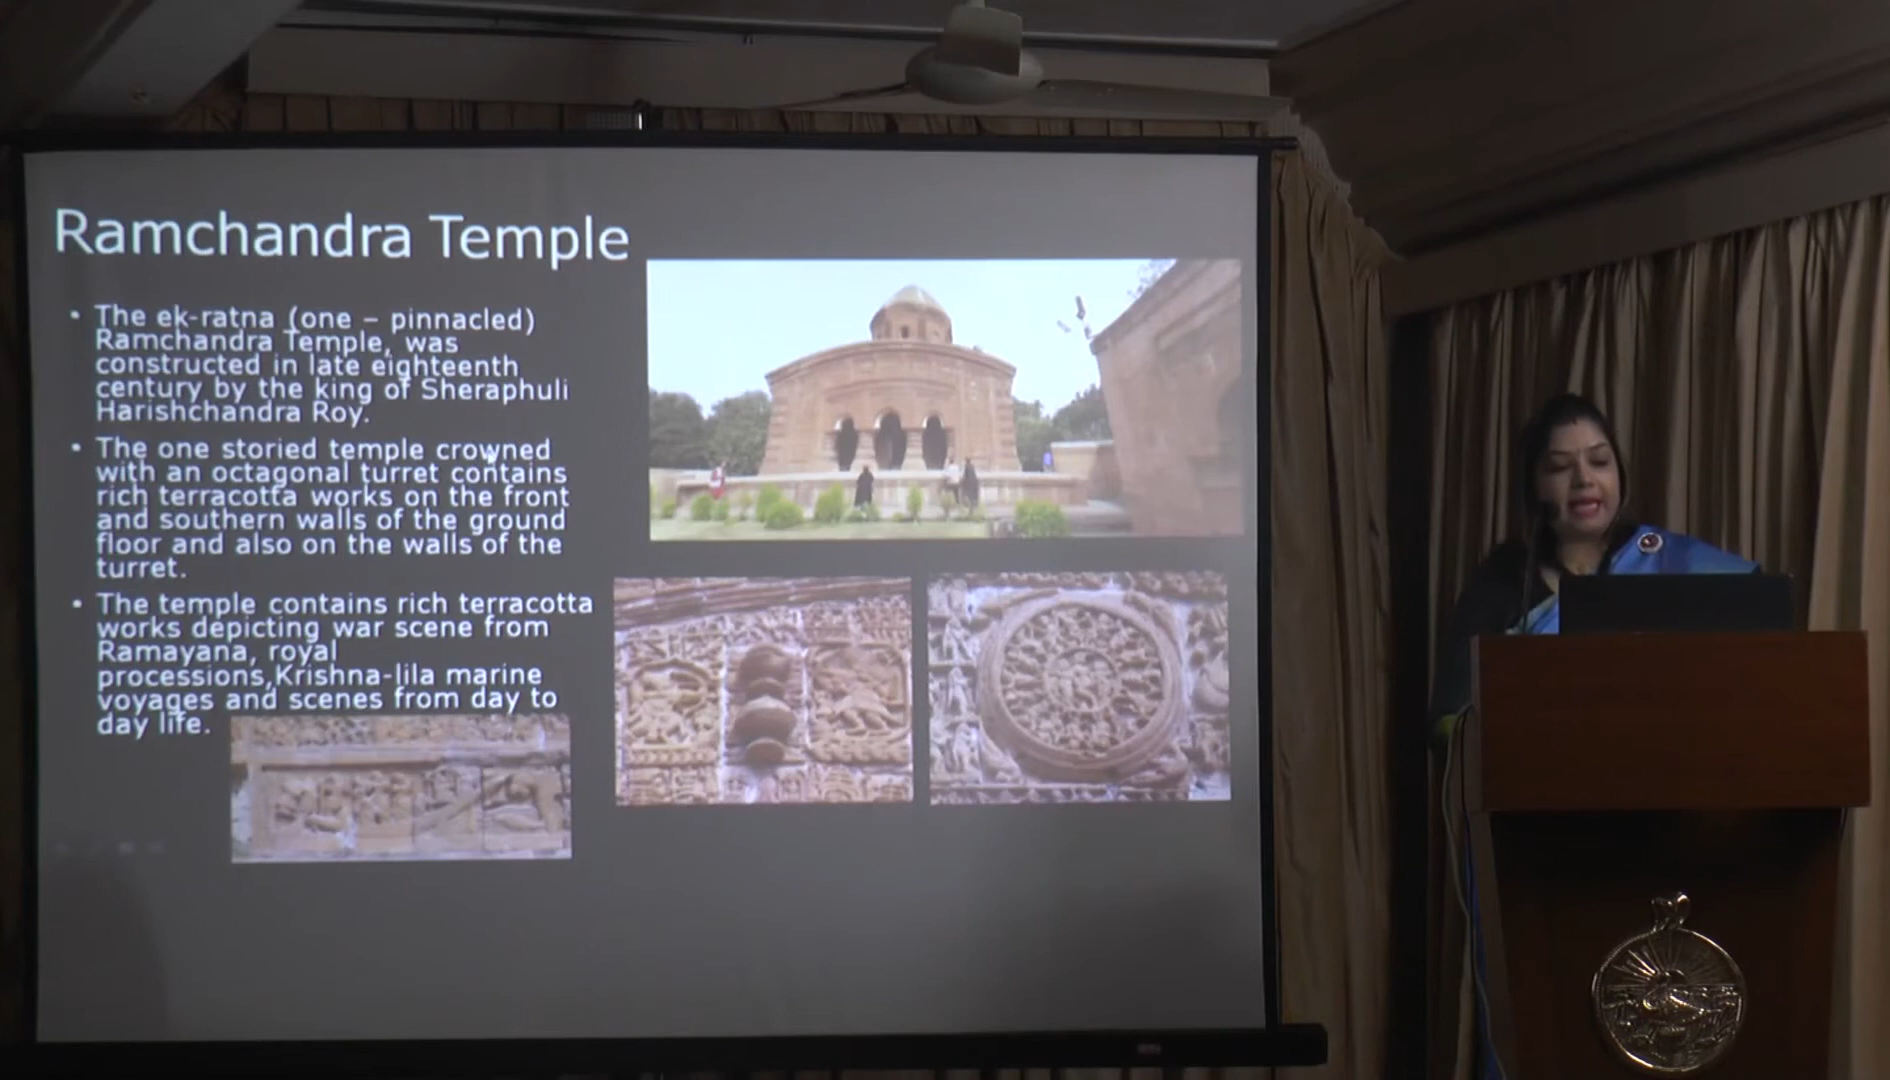 Ramchandra Temple
• The ek-ratna (one – pinnacled)
Ramchandra Temple, was
constructed in late eighteenth
century by the king of Sheraphuli
Harishchandra Roy.
• The one storied temple crowned
with an octagonal turret contains
rich terracotta works on the front
and southern walls of the ground
floor and also on the walls of the
turret.
• The temple contains rich terracotta
works depicting war scene from
Ramayana, royal
processions,Krishna-lila marine
voyages and scenes from day to
day life.